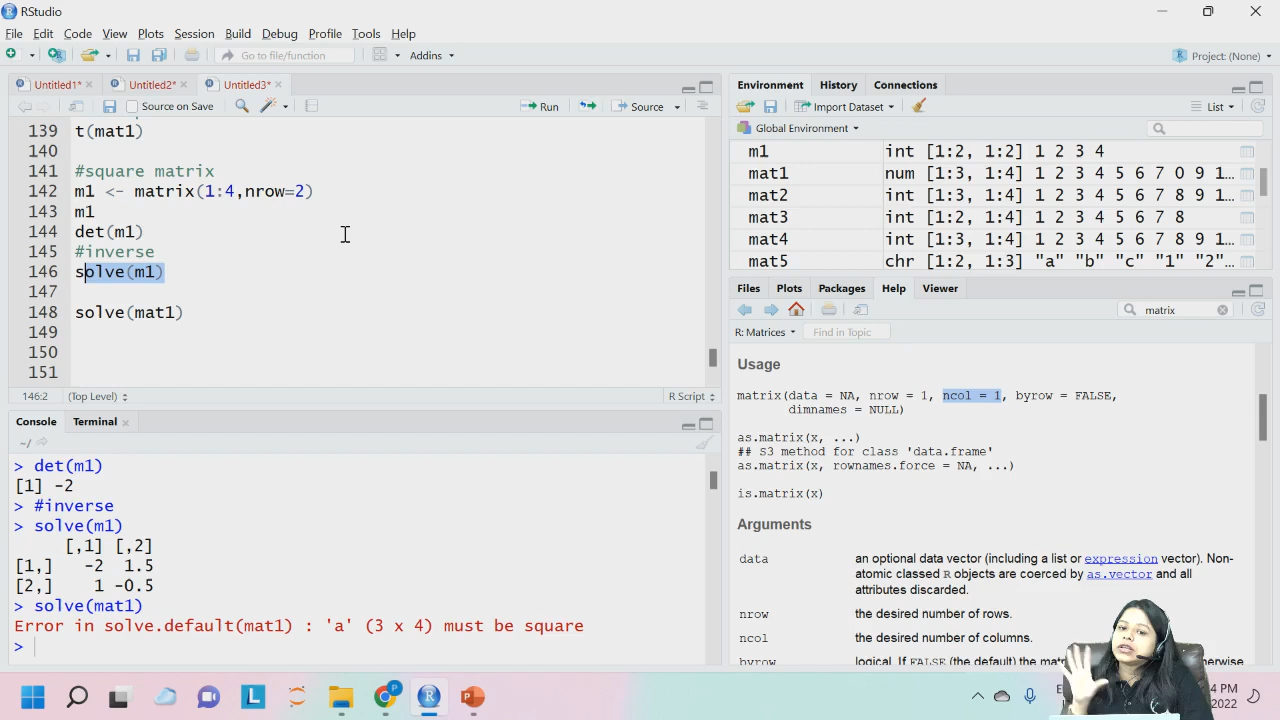 RStudio
File Edit Code View Plots Session Build Debug Profile Tools Help
Go to file/function Addins Project: (None)
Untitled1* Untitled2* Untitled3*
Source on Save Run Source
139 t(mat1)
140
141 #square matrix
142 m1 <- matrix(1:4,nrow=2)
143 m1
144 det(m1)
145 #inverse
146 solve(m1)
147
148 solve(mat1)
149
150
151
146:2 (Top Level) R Script
Console Terminal
~/
> det(m1)
[1] -2
> #inverse
> solve(m1)
[,1] [,2]
[1,] -2 1.5
[2,] 1 -0.5
> solve(mat1)
Error in solve.default(mat1) : 'a' (3 x 4) must be square
>
Environment History Connections
Import Dataset List
Global Environment
m1 int [1:2, 1:2] 1 2 3 4
mat1 num [1:3, 1:4] 1 2 3 4 5 6 7 0 9 1…
mat2 int [1:3, 1:4] 1 2 3 4 5 6 7 8 9 1…
mat3 int [1:2, 1:4] 1 2 3 4 5 6 7 8
mat4 int [1:3, 1:4] 1 2 3 4 5 6 7 8 9 1…
mat5 chr [1:2, 1:3] "a" "b" "c" "1" "2"…
Files Plots Packages Help Viewer
matrix
R: Matrices Find in Topic
Usage
matrix(data = NA, nrow = 1, ncol = 1, byrow = FALSE,
dimnames = NULL)
as.matrix(x, ...)
## S3 method for class 'data.frame'
as.matrix(x, rownames.force = NA, ...)
is.matrix(x)
Arguments
data an optional data vector (including a list or expression vector). Non-
atomic classed R objects are coerced by as.vector and all
attributes discarded.
nrow the desired number of rows.
ncol the desired number of columns.
byrow logical. If FALSE (the default) the
L P R P